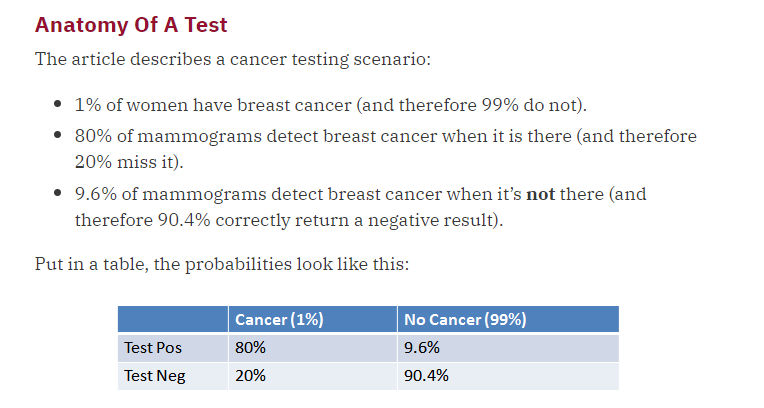 Anatomy Of A Test
The article describes a cancer testing scenario:
1% of women have breast cancer (and therefore 99% do not).
80% of mammograms detect breast cancer when it is there (and therefore
20% miss it).
9.6% of mammograms detect breast cancer when it’s not there (and
therefore 90.4% correctly return a negative result).
Put in a table, the probabilities look like this:
Cancer (1%) No Cancer (99%)
Test Pos 80% 9.6%
Test Neg 20% 90.4%